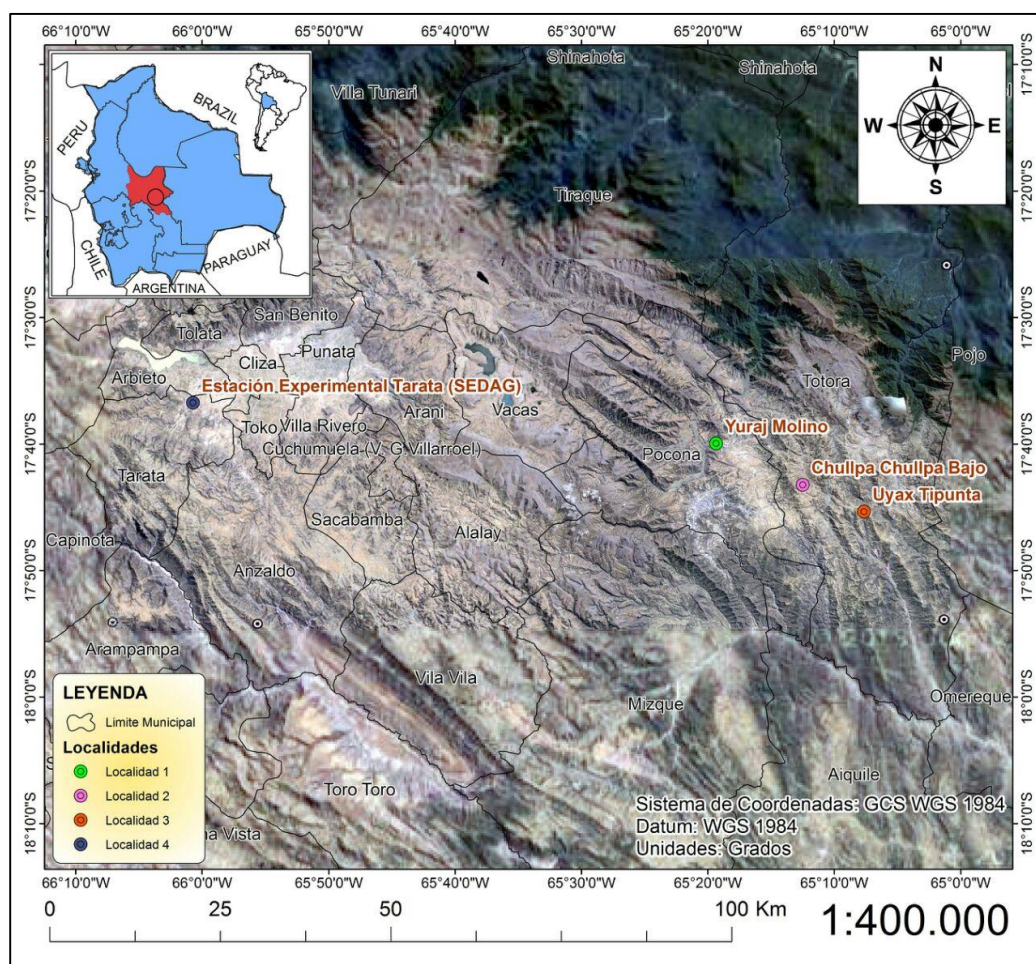 66°10'0"W 66°0'0"W 65°50'0"W 65°40'0"W 65°30'0"W 65°20'0"W 65°10'0"W 65°0'0"W
17°10'0"S
17°20'0"S
17°30'0"S
17°40'0"S
17°50'0"S
18°0'0"S
18°10'0"S
17°10'0"S
17°20'0"S
17°30'0"S
17°40'0"S
17°50'0"S
18°0'0"S
18°10'0"S
PERU
BRAZIL
CHILE
PARAGUAY
ARGENTINA
N
W E
S
Shinahota
Shinahota
Villa Tunari
Tiraque
San Benito
Tolata
Punata
Cliza
Pojo
Arbieto
Totora
Estación Experimental Tarata (SEDAG)
Arani
Vacas
Toko
Villa Rivero
Yuraj Molino
Cuchumuela (V. G Villarroel)
Pocona
Chullpa Chullpa Bajo
Tarata
Uyax Tipunta
Sacabamba
Alalay
Capinota
Anzaldo
Arampampa
Vila Vila
Mizque
Omereque
Toro Toro
Aiquile
na Vista
LEYENDA
Limite Municipal
Localidades
Localidad 1
Localidad 2
Localidad 3
Localidad 4
Sistema de Coordenadas: GCS WGS 1984
Datum: WGS 1984
Unidades: Grados
66°10'0"W 66°0'0"W 65°50'0"W 65°40'0"W 65°30'0"W 65°20'0"W 65°10'0"W 65°0'0"W
0 25 50 100 Km
1:400.000